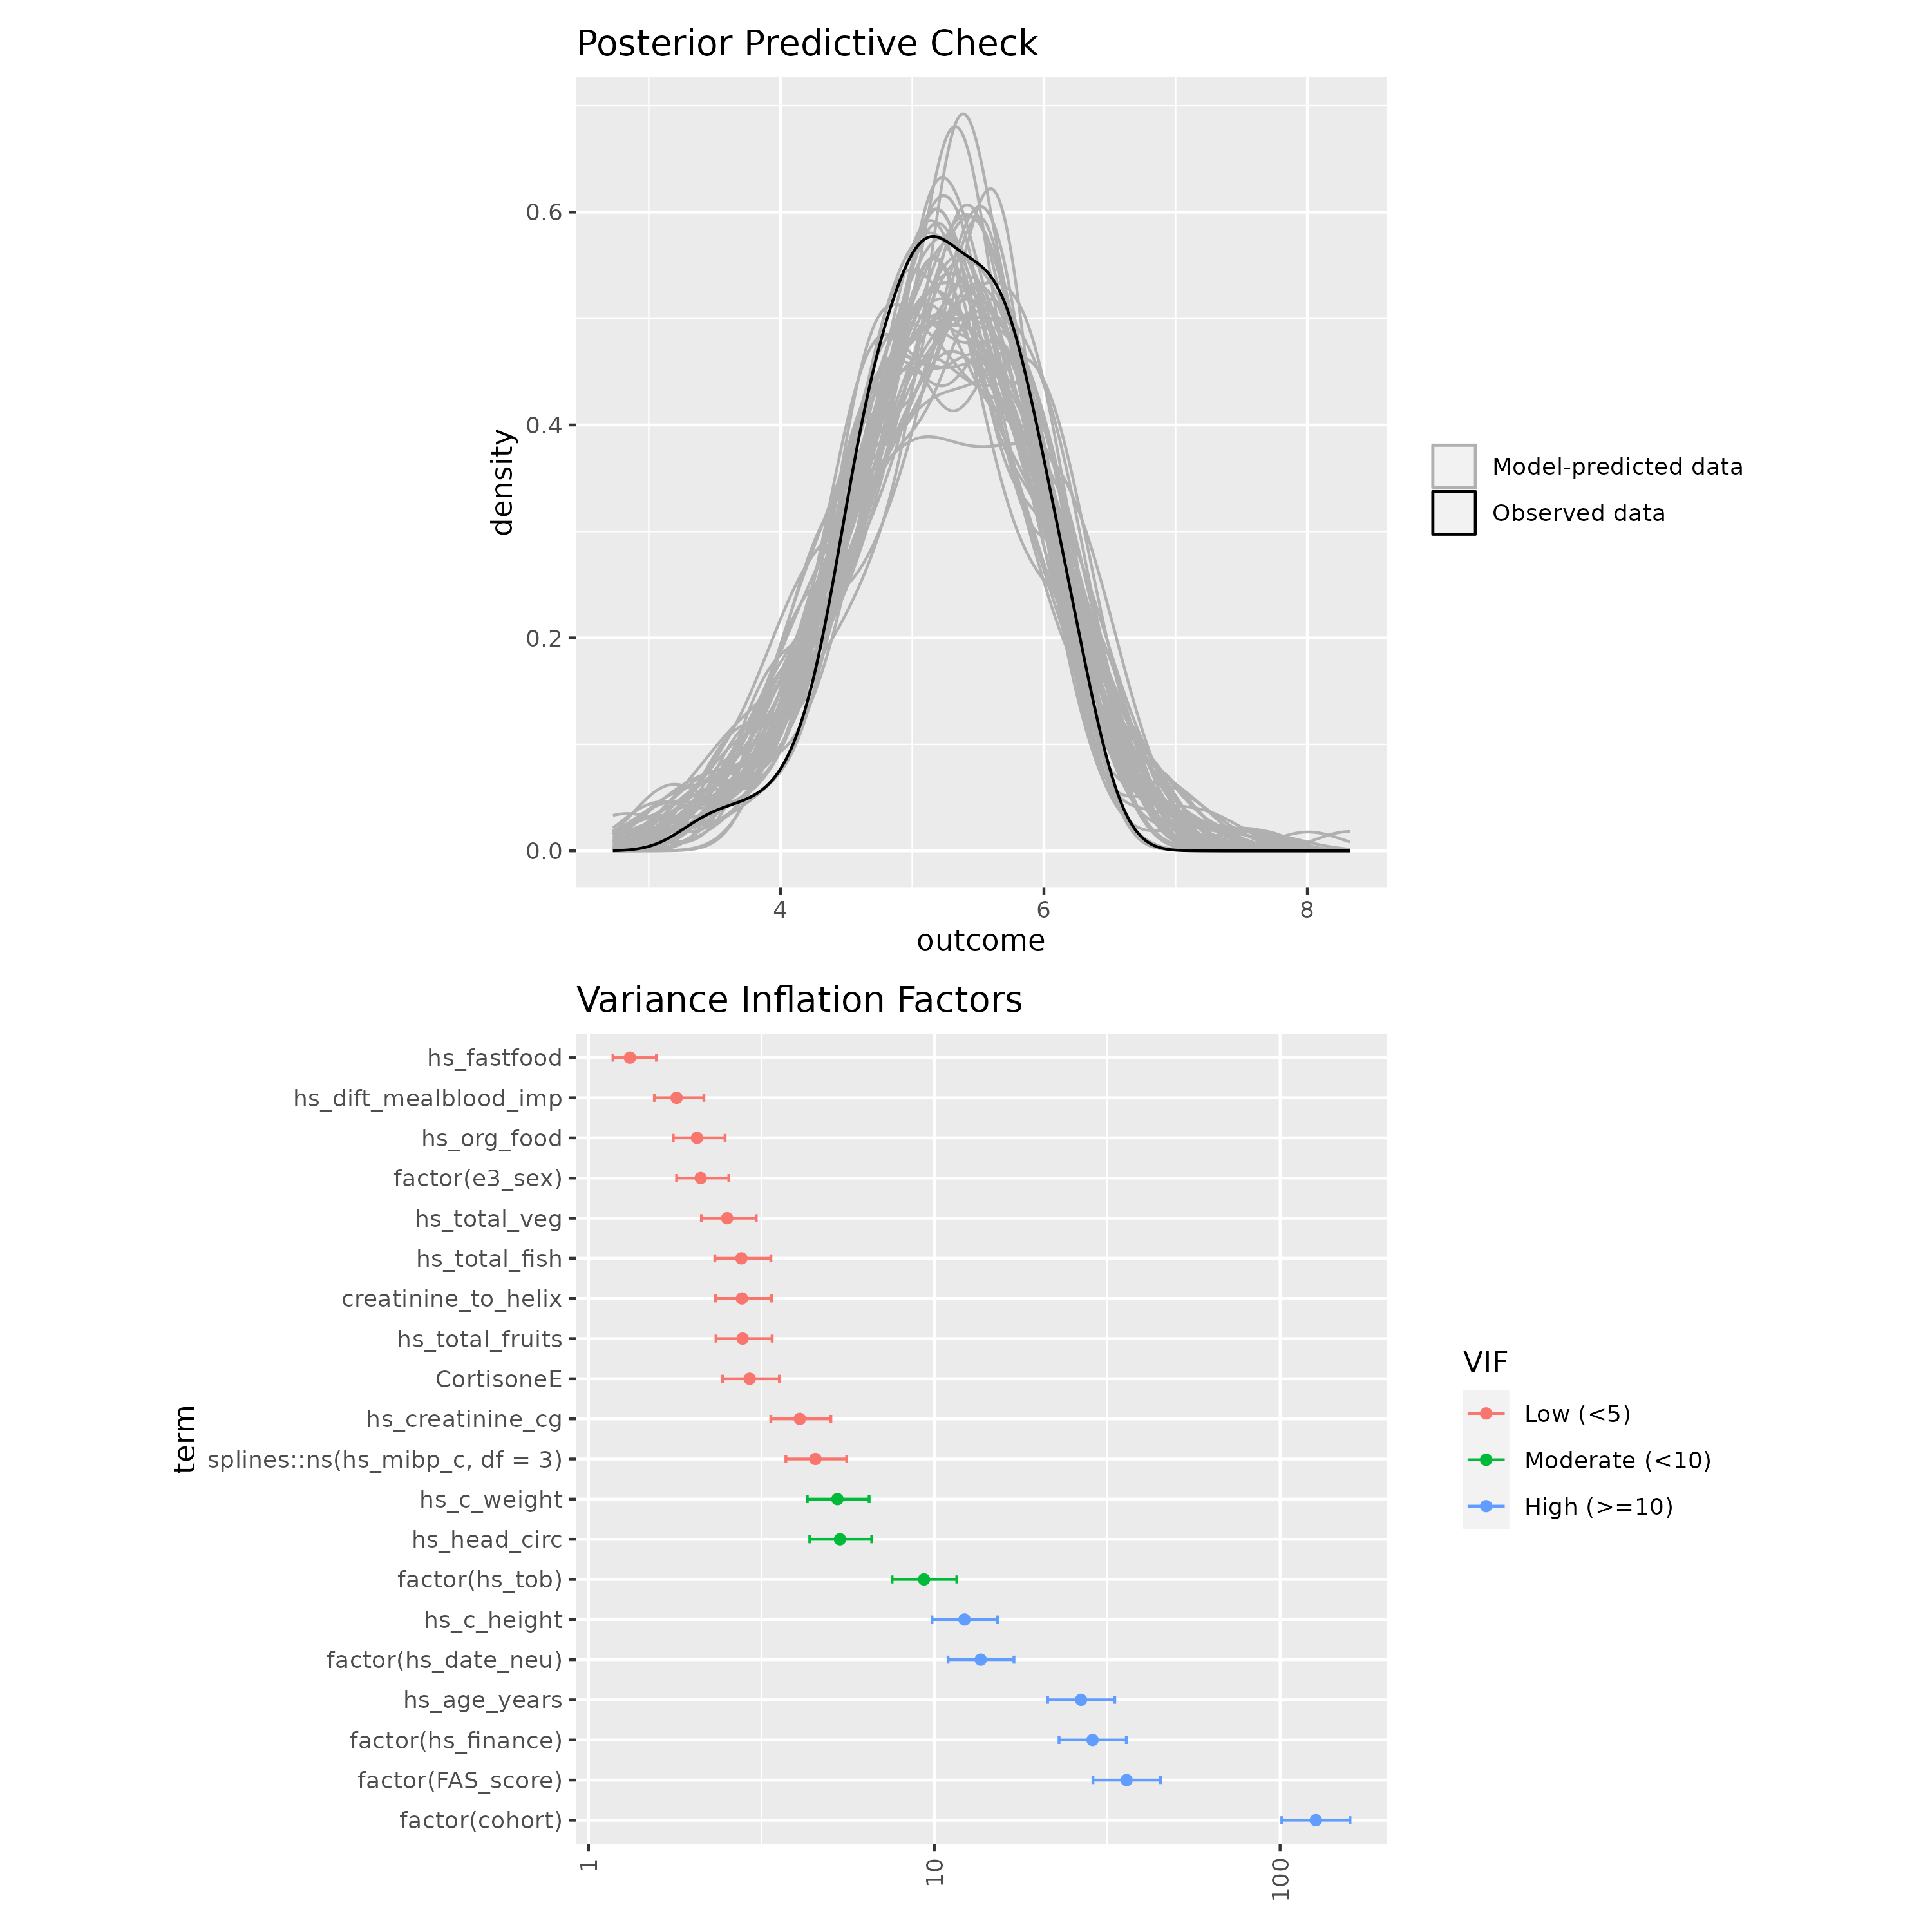 Posterior Predictive Check
0.6
0.4
0.2
0.0
density
4
6
8
outcome
Model-predicted data
Observed data
Variance Inflation Factors
term
hs_fastfood
hs_dift_mealblood_imp
hs_org_food
factor(e3_sex)
hs_total_veg
hs_total_fish
creatinine_to_helix
hs_total_fruits
CortisoneE
hs_creatinine_cg
splines::ns(hs_mibp_c, df = 3)
hs_c_weight
hs_head_circ
factor(hs_tob)
hs_c_height
factor(hs_date_neu)
hs_age_years
factor(hs_finance)
factor(FAS_score)
factor(cohort)
1
10
100
VIF
Low (<5)
Moderate (<10)
High (>=10)